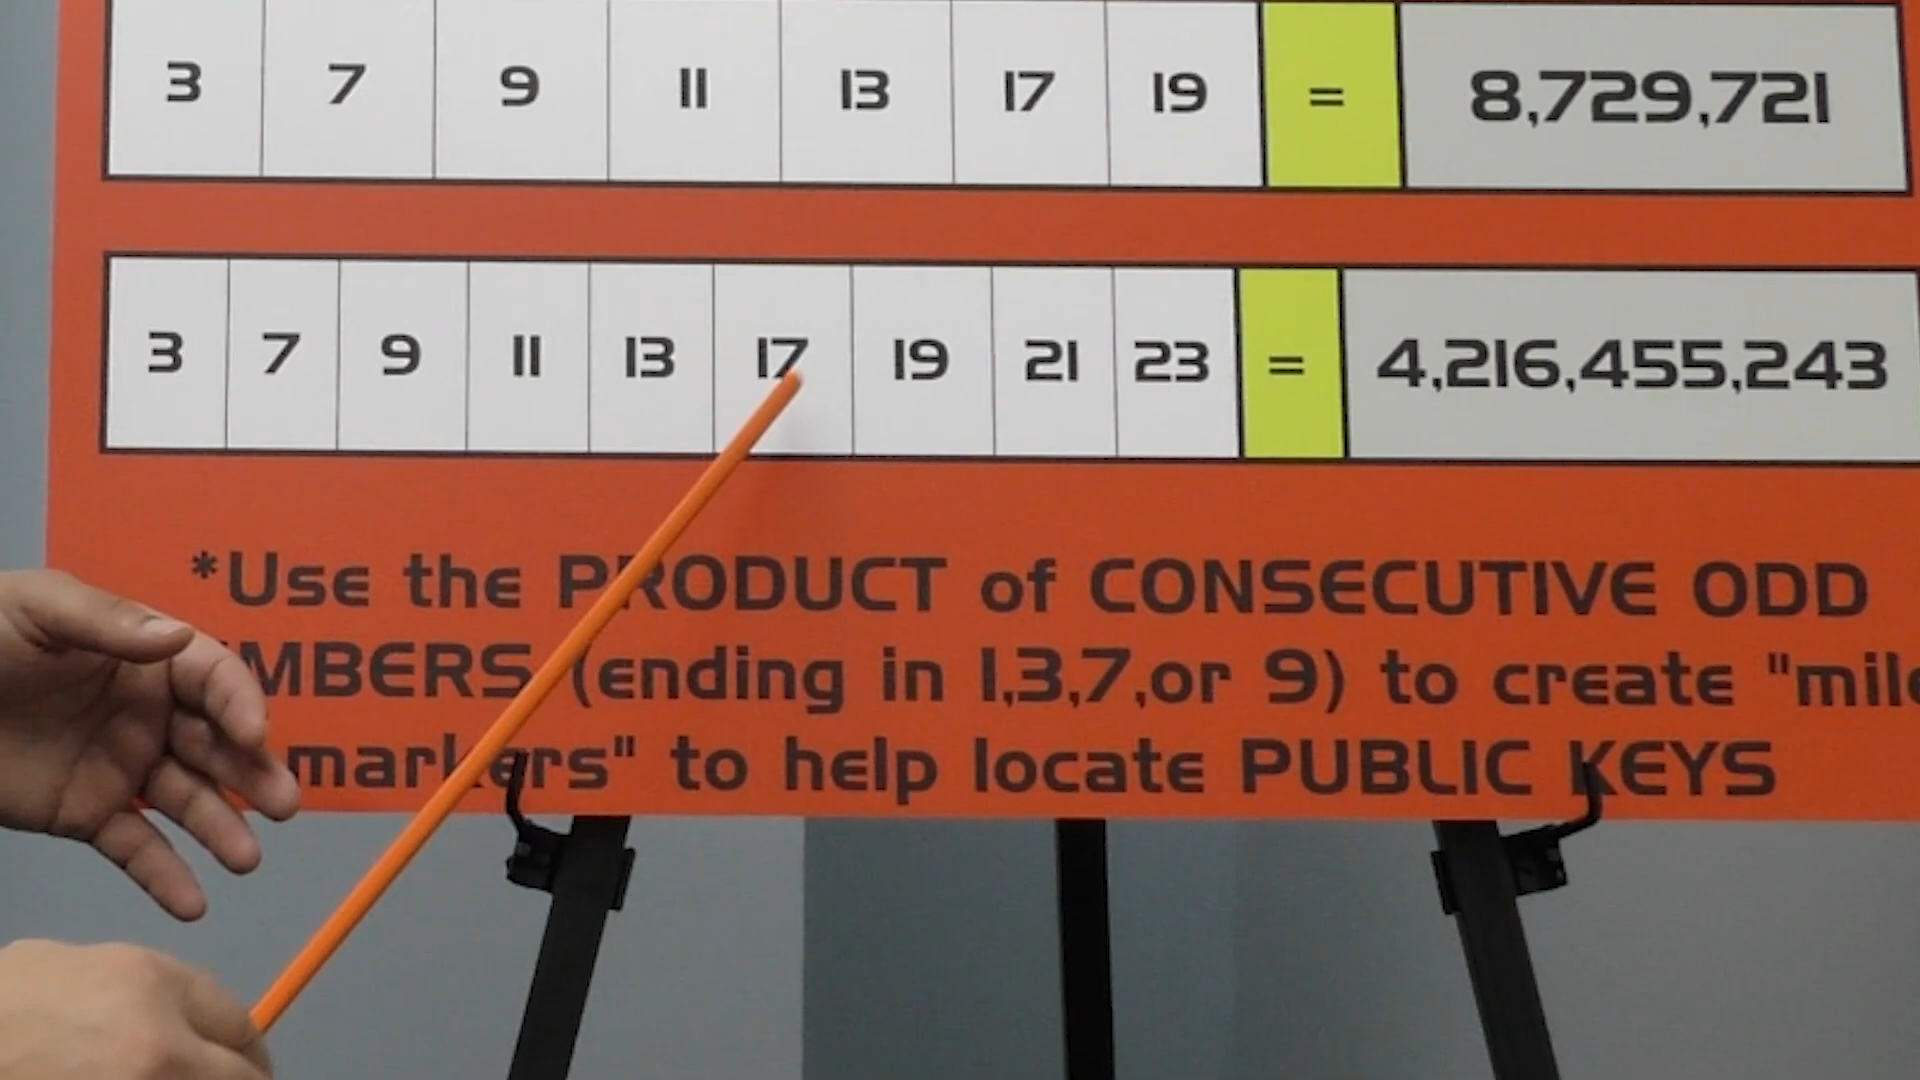 3 7 9 11 13 17 19 = 8,729,721
3 7 9 11 13 17 19 21 23 = 4,216,455,243
*Use the PRODUCT of CONSECUTIVE ODD
(ending in 1,3,7,or 9) to create
markers" to help locate PUBLIC KEYS